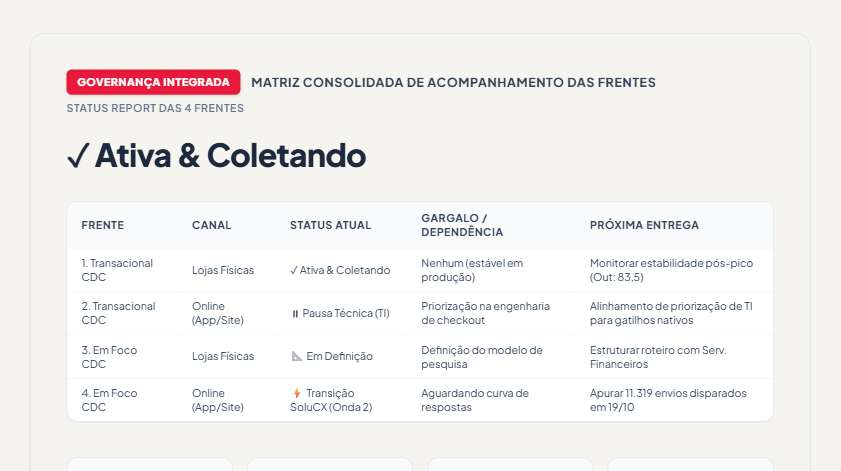 GOVERNANÇA INTEGRADA MATRIZ CONSOLIDADA DE ACOMPANHAMENTO DAS FRENTES
STATUS REPORT DAS 4 FRENTES
✓ Ativa & Coletando
FRENTE CANAL STATUS ATUAL GARGALO / DEPENDÊNCIA PRÓXIMA ENTREGA
1. Transacional CDC Lojas Físicas ✓ Ativa & Coletando Nenhum (estável em produção) Monitorar estabilidade pós-pico (Out: 83,5)
2. Transacional CDC Online (App/Site) ⏸ Pausa Técnica (TI) Priorização na engenharia de checkout Alinhamento de priorização de TI para gatilhos nativos
3. Em Foco CDC Lojas Físicas 📐 Em Definição Definição do modelo de pesquisa Estruturar roteiro com Serv. Financeiros
4. Em Foco CDC Online (App/Site) ⚡ Transição SoluCX (Onda 2) Aguardando curva de respostas Apurar 11.319 envios disparados em 19/10